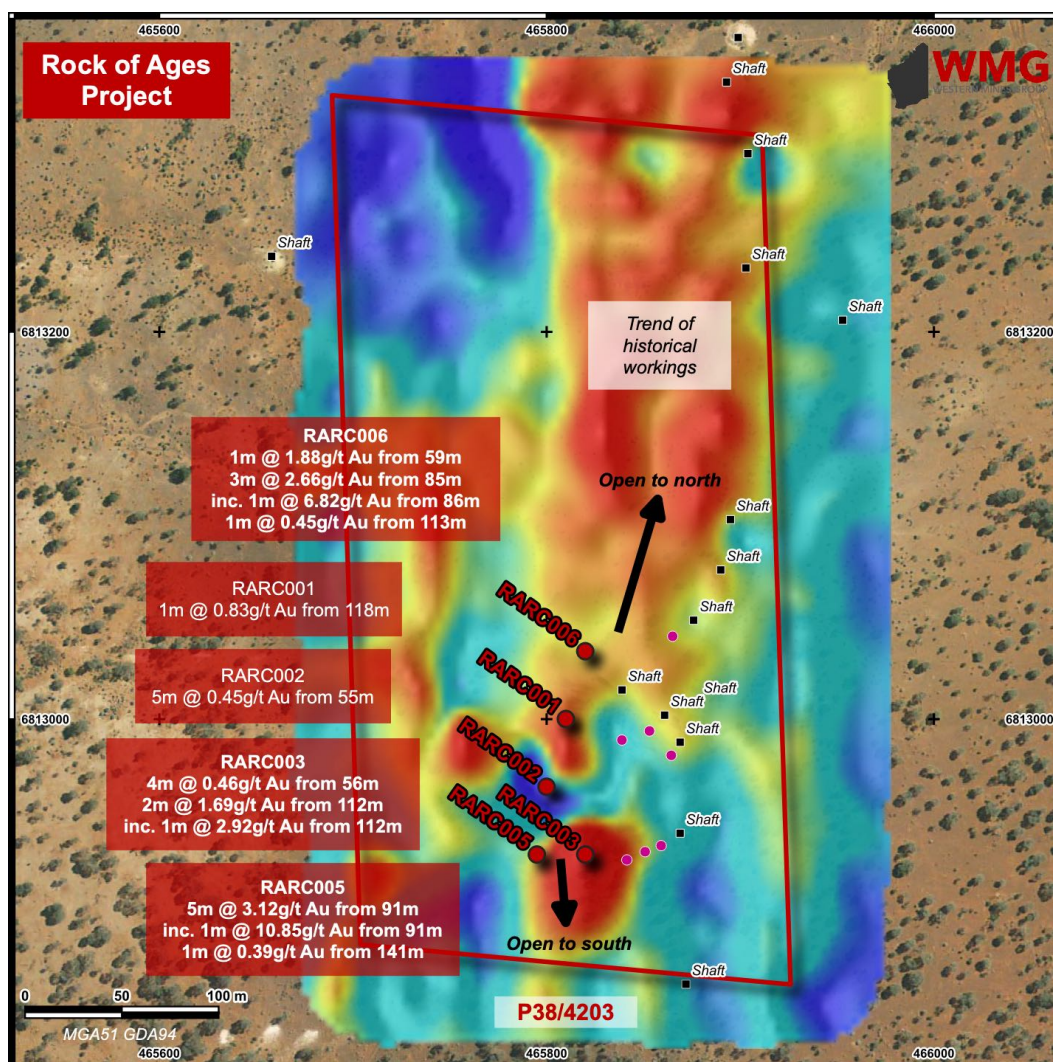 465600
465800
466000
Rock of Ages
Project
WMG
WESTERN MINES GROUP
Shaft
Shaft
Shaft
Shaft
Shaft
6813200
6813200
Trend of
historical
workings
RARC006
1m @ 1.88g/t Au from 59m
3m @ 2.66g/t Au from 85m
inc. 1m @ 6.82g/t Au from 86m
1m @ 0.45g/t Au from 113m
Open to north
Shaft
Shaft
RARC001
1m @ 0.83g/t Au from 118m
RARC006
Shaft
RARC002
5m @ 0.45g/t Au from 55m
RARC001
Shaft
Shaft
6813000
6813000
Shaft
RARC003
4m @ 0.46g/t Au from 56m
2m @ 1.69g/t Au from 112m
inc. 1m @ 2.92g/t Au from 112m
RARC002
RARC003
RARC005
Shaft
RARC005
5m @ 3.12g/t Au from 91m
inc. 1m @ 10.85g/t Au from 91m
1m @ 0.39g/t Au from 141m
Open to south
Shaft
0 50 100 m
P38/4203
MGA51 GDA94
465600
465800
466000